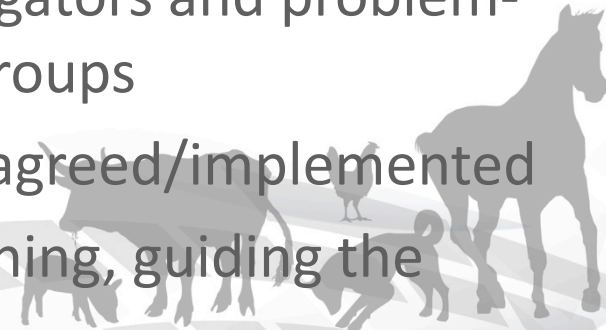 gators and problem-
roups
agreed/implemented
ning, guiding the